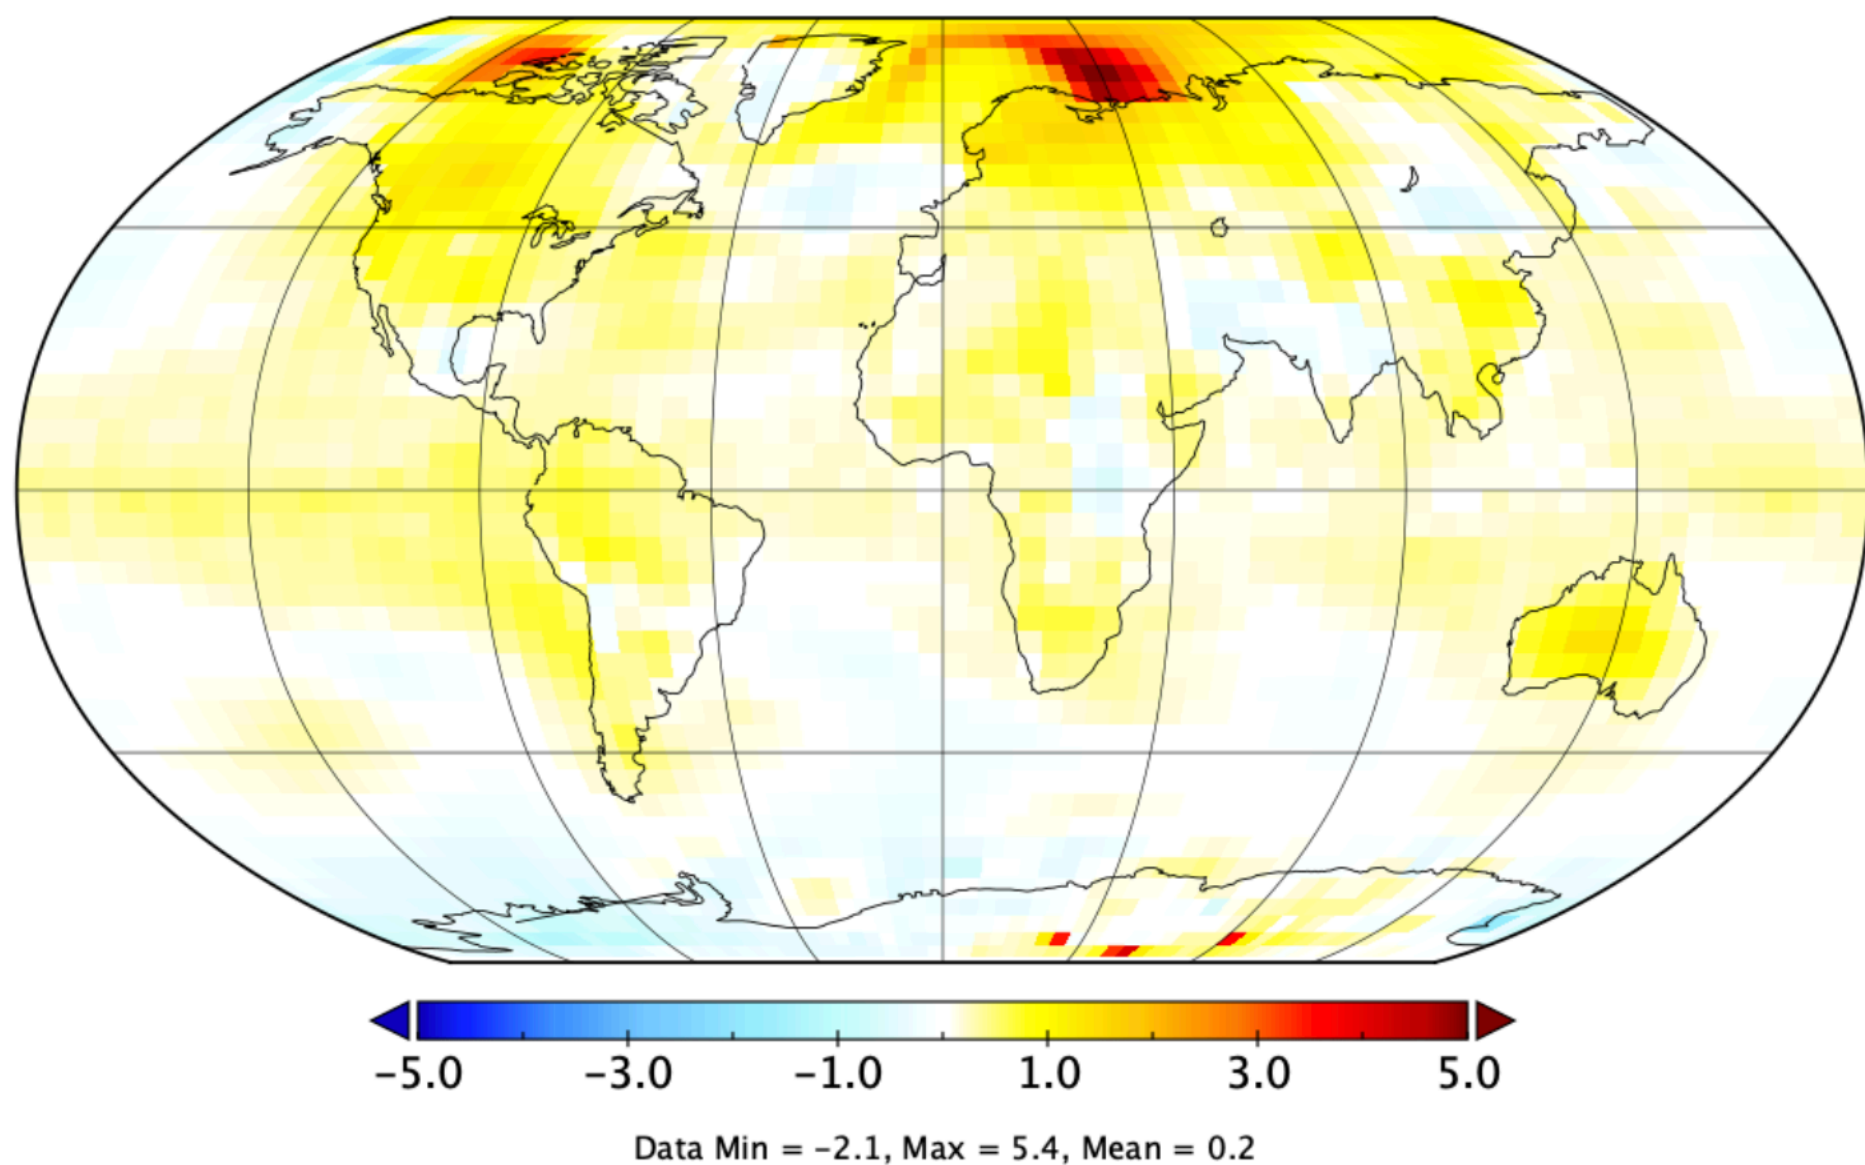 −5.0 −3.0 −1.0 1.0 3.0 5.0
Data Min = −2.1, Max = 5.4, Mean = 0.2